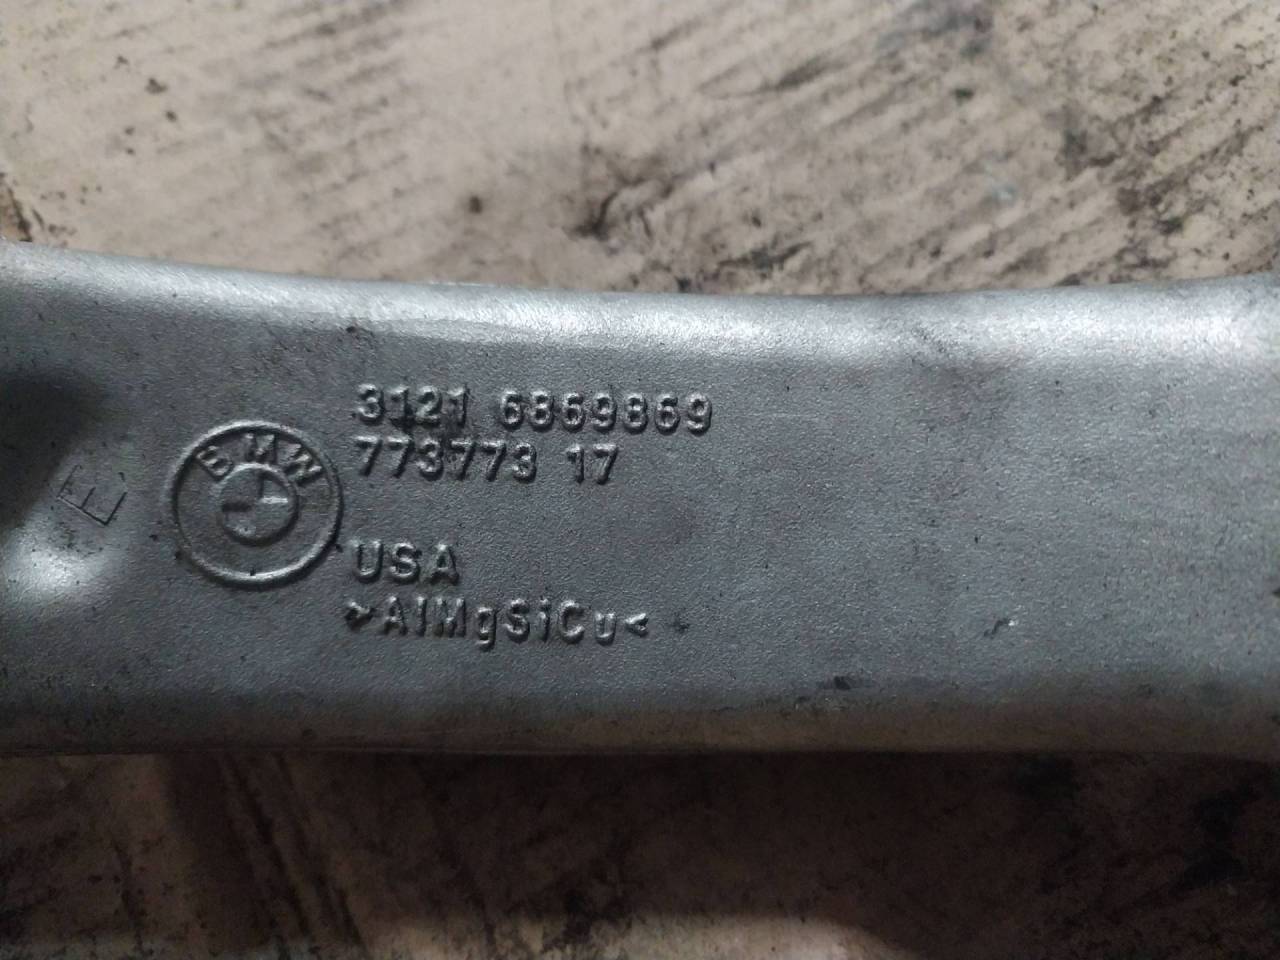 3121 6869869
773773 17
BMW
E
USA
>AlMgSiCu<